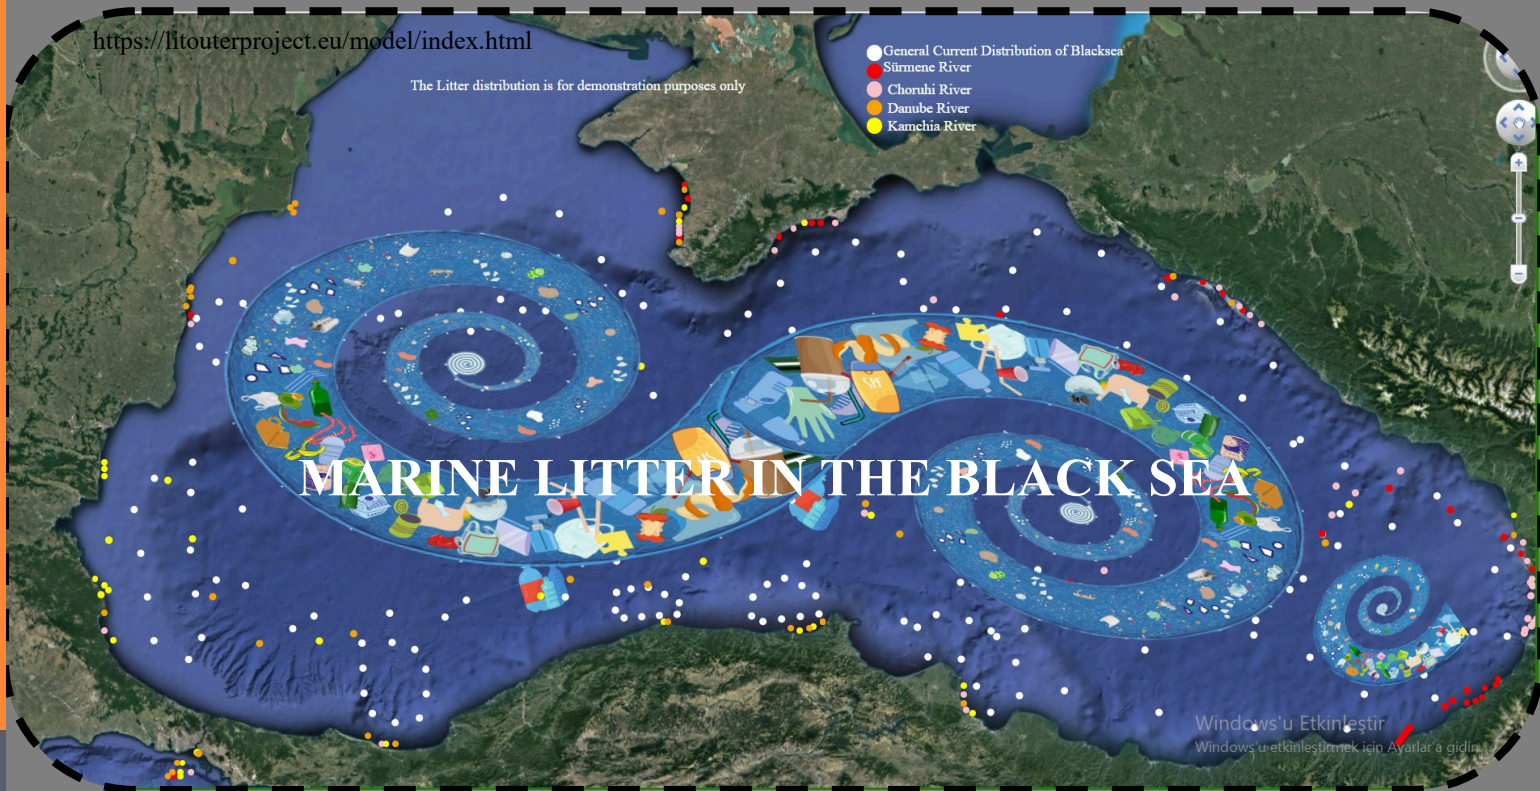 https://litouterproject.eu/model/index.html
The Litter distribution is for demonstration purposes only
General Current Distribution of Blacksea
Sürmene River
Choruhi River
Danube River
Kamchia River
SPF
MARINE LITTER IN THE BLACK SEA
Windows'u Etkinleştir
Windows'u etkinleştirmek için Ayarlar'a gidin.